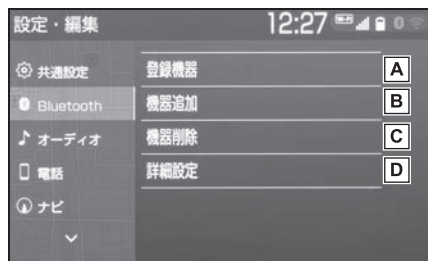 設定・編集
12:27
共通設定
Bluetooth
オーディオ
電話
ナビ
登録機器
A
機器追加
B
機器削除
C
詳細設定
D